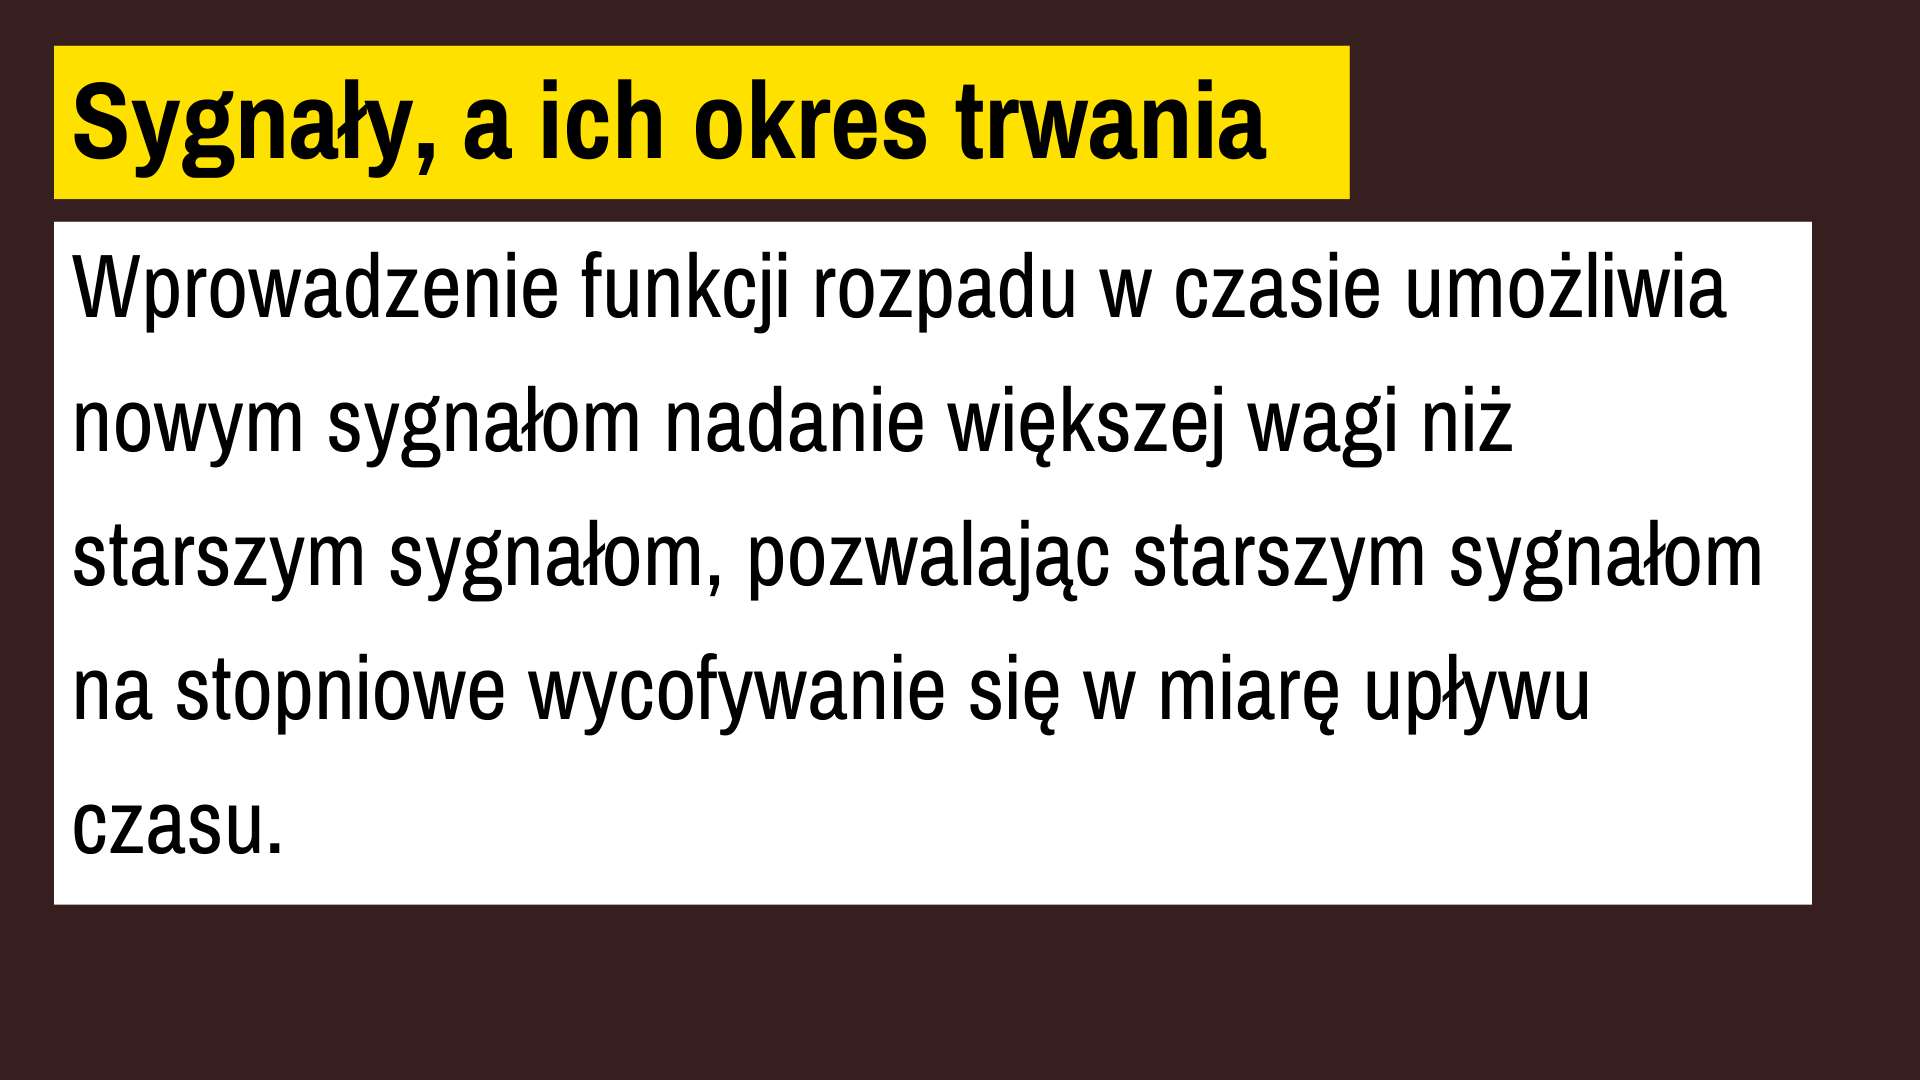 Sygnały, a ich okres trwania
Wprowadzenie funkcji rozpadu w czasie umożliwia
nowym sygnałom nadanie większej wagi niż
starszym sygnałom, pozwalając starszym sygnałom
na stopniowe wycofywanie się w miarę upływu
czasu.